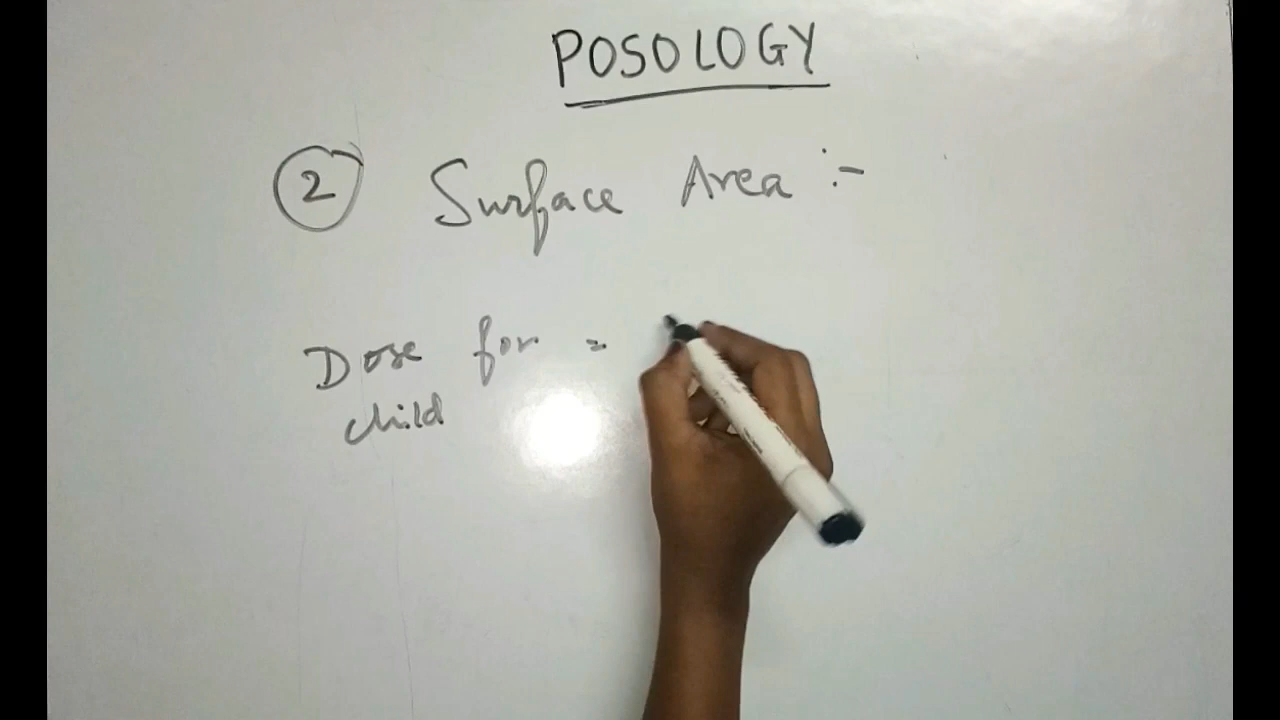 POSOLOGY
2 Surface Area :-
Dose for =
child